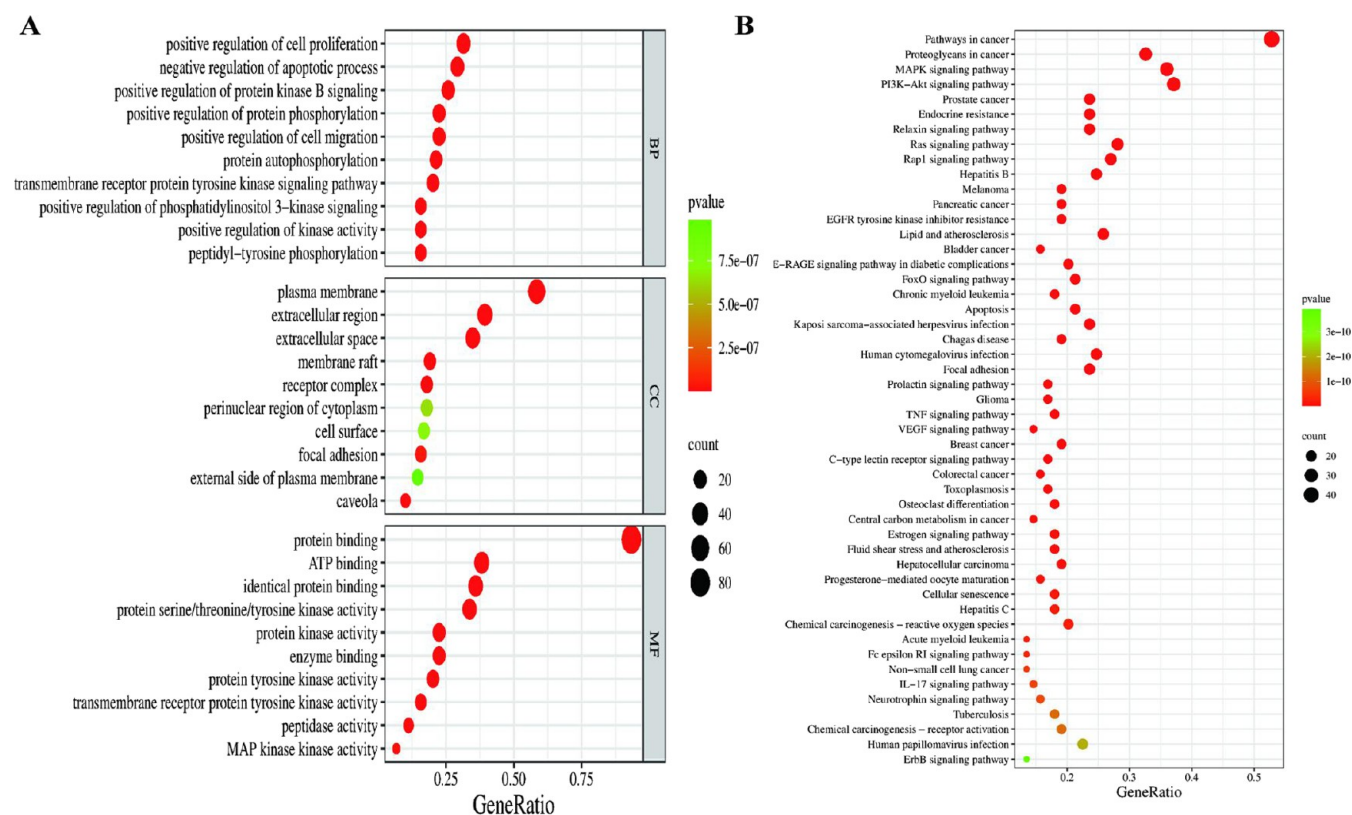 A
positive regulation of cell proliferation
negative regulation of apoptotic process
positive regulation of protein kinase B signaling
positive regulation of protein phosphorylation
positive regulation of cell migration
protein autophosphorylation
transmembrane receptor protein tyrosine kinase signaling pathway
positive regulation of phosphatidylinositol 3−kinase signaling
positive regulation of kinase activity
peptidyl−tyrosine phosphorylation
BP
plasma membrane
extracellular region
extracellular space
membrane raft
receptor complex
perinuclear region of cytoplasm
cell surface
focal adhesion
external side of plasma membrane
caveola
CC
protein binding
ATP binding
identical protein binding
protein serine/threonine/tyrosine kinase activity
protein kinase activity
enzyme binding
protein tyrosine kinase activity
transmembrane receptor protein tyrosine kinase activity
peptidase activity
MAP kinase kinase activity
MF
0.25 0.50 0.75
GeneRatio
pvalue
7.5e−07
5.0e−07
2.5e−07
count
20
40
60
80
B
Pathways in cancer
Proteoglycans in cancer
MAPK signaling pathway
PI3K−Akt signaling pathway
Prostate cancer
Endocrine resistance
Relaxin signaling pathway
Ras signaling pathway
Rap1 signaling pathway
Hepatitis B
Melanoma
Pancreatic cancer
EGFR tyrosine kinase inhibitor resistance
Lipid and atherosclerosis
Bladder cancer
E−RAGE signaling pathway in diabetic complications
FoxO signaling pathway
Chronic myeloid leukemia
Apoptosis
Kaposi sarcoma−associated herpesvirus infection
Chagas disease
Human cytomegalovirus infection
Focal adhesion
Prolactin signaling pathway
Glioma
TNF signaling pathway
VEGF signaling pathway
Breast cancer
C−type lectin receptor signaling pathway
Colorectal cancer
Toxoplasmosis
Osteoclast differentiation
Central carbon metabolism in cancer
Estrogen signaling pathway
Fluid shear stress and atherosclerosis
Hepatocellular carcinoma
Progesterone−mediated oocyte maturation
Cellular senescence
Hepatitis C
Chemical carcinogenesis − reactive oxygen species
Acute myeloid leukemia
Fc epsilon RI signaling pathway
Non−small cell lung cancer
IL−17 signaling pathway
Neurotrophin signaling pathway
Tuberculosis
Chemical carcinogenesis − receptor activation
Human papillomavirus infection
ErbB signaling pathway
0.2 0.3 0.4 0.5
GeneRatio
pvalue
3e−10
2e−10
1e−10
count
20
30
40